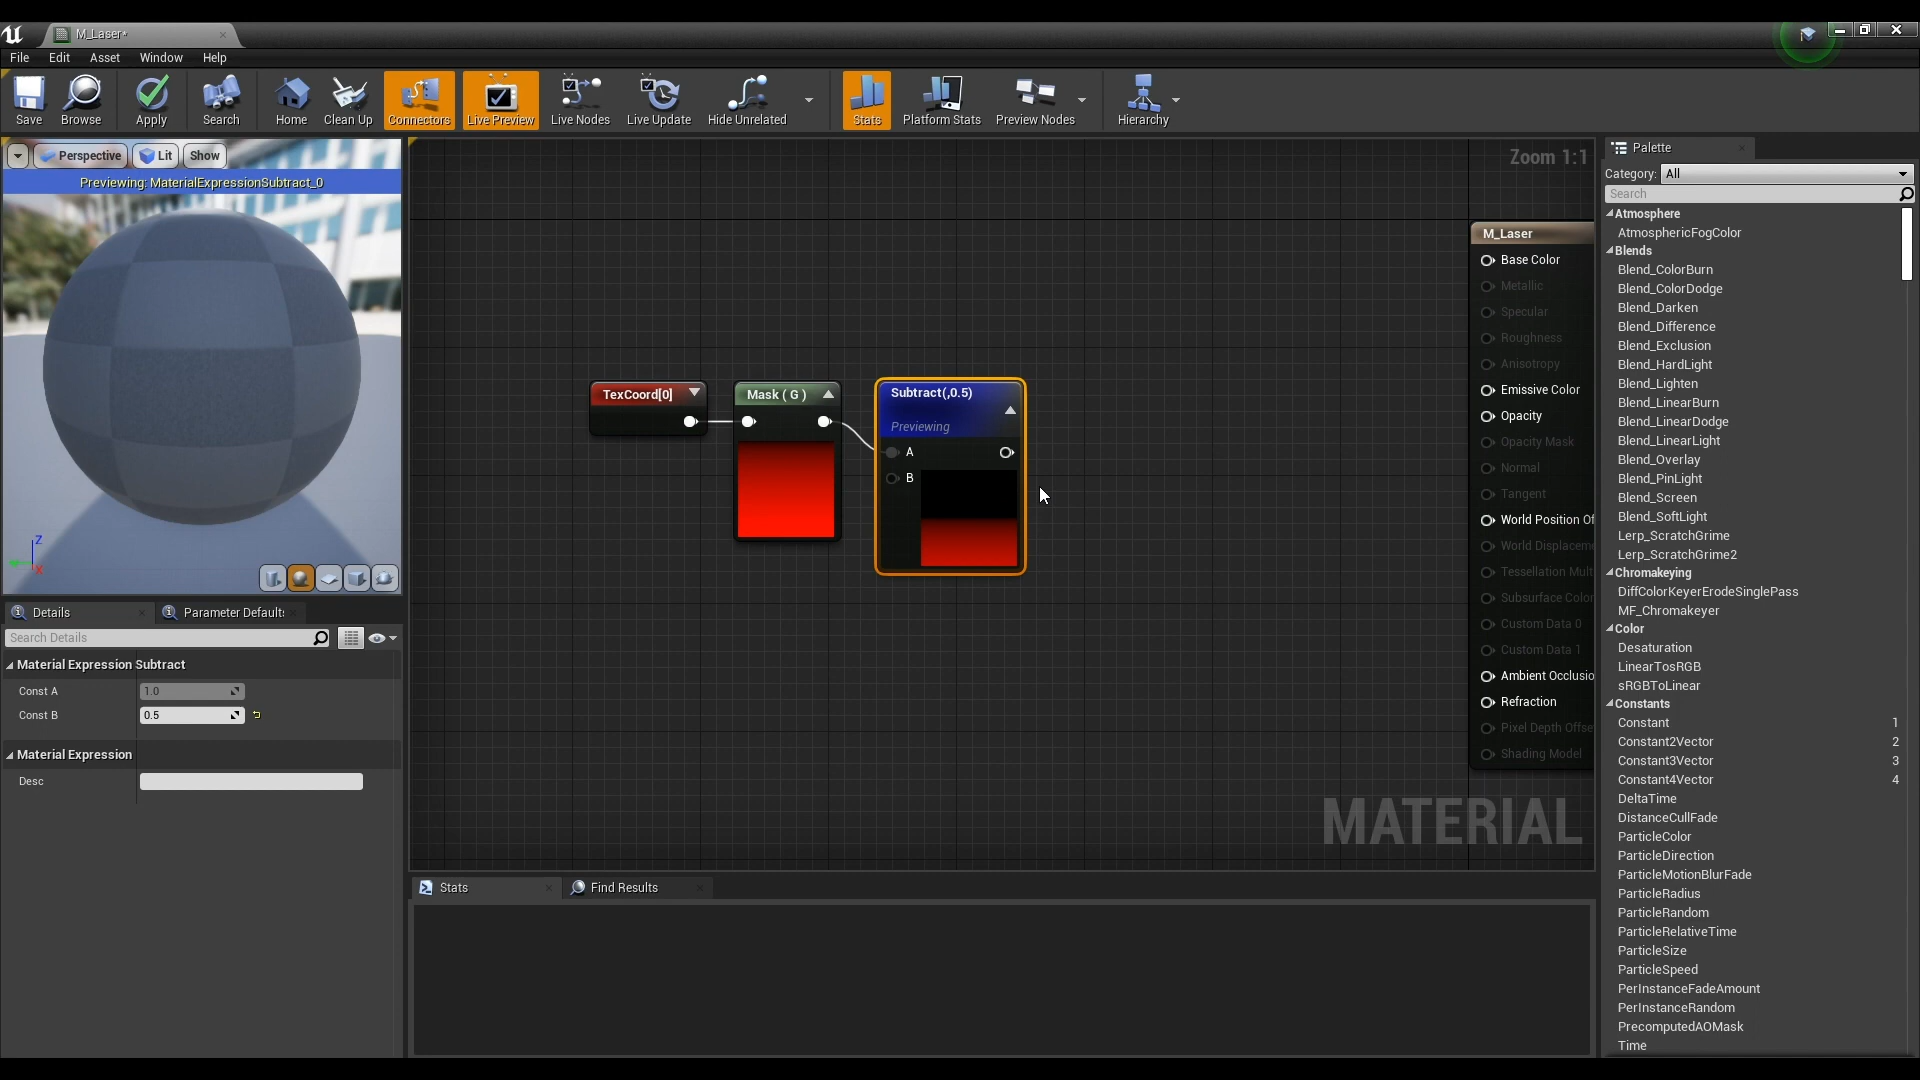 M_Laser*
File Edit Asset Window Help
Save Browse Apply Search Home Clean Up Connectors Live Preview Live Nodes Live Update Hide Unrelated Stats Platform Stats Preview Nodes Hierarchy
Perspective Lit Show
Previewing: MaterialExpressionSubtract_0
Z
X
Details Parameter Default
Search Details
Material Expression Subtract
Const A 1.0
Const B 0.5
Material Expression
Desc
Zoom 1:1
TexCoord[0]
Mask ( G )
Subtract(,0.5)
Previewing
A
B
M_Laser
Base Color
Metallic
Specular
Roughness
Anisotropy
Emissive Color
Opacity
Opacity Mask
Normal
Tangent
World Position Of
World Displaceme
Tessellation Mult
Subsurface Color
Custom Data 0
Custom Data 1
Ambient Occlusio
Refraction
Pixel Depth Offse
Shading Model
MATERIAL
Stats Find Results
Palette
Category: All
Search
Atmosphere
AtmosphericFogColor
Blends
Blend_ColorBurn
Blend_ColorDodge
Blend_Darken
Blend_Difference
Blend_Exclusion
Blend_HardLight
Blend_Lighten
Blend_LinearBurn
Blend_LinearDodge
Blend_LinearLight
Blend_Overlay
Blend_PinLight
Blend_Screen
Blend_SoftLight
Lerp_ScratchGrime
Lerp_ScratchGrime2
Chromakeying
DiffColorKeyerErodeSinglePass
MF_Chromakeyer
Color
Desaturation
LinearTosRGB
sRGBToLinear
Constants
Constant 1
Constant2Vector 2
Constant3Vector 3
Constant4Vector 4
DeltaTime
DistanceCullFade
ParticleColor
ParticleDirection
ParticleMotionBlurFade
ParticleRadius
ParticleRandom
ParticleRelativeTime
ParticleSize
ParticleSpeed
PerInstanceFadeAmount
PerInstanceRandom
PrecomputedAOMask
Time